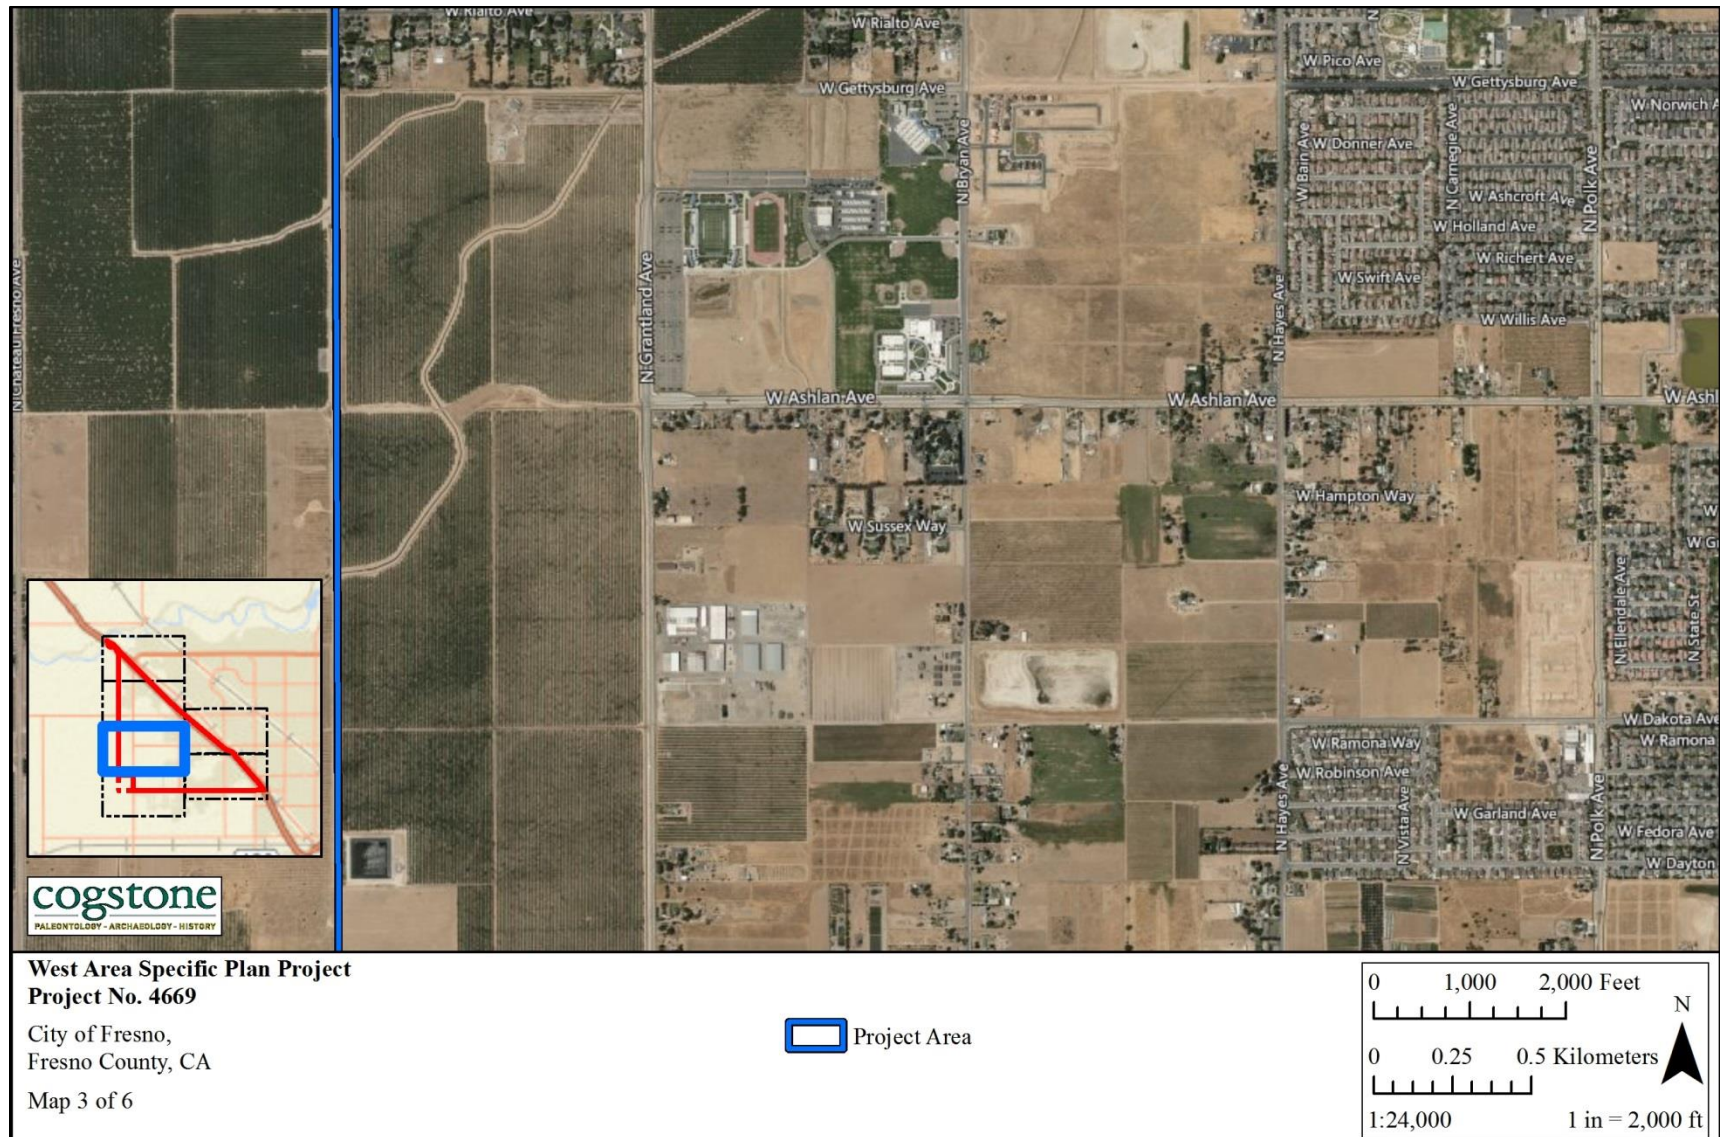 W Rialto Ave
W Rialto Ave
W Pico Ave
W Gettysburg Ave
W Gettysburg Ave
W Norwich A
N Bryan Ave
W Bain Ave
W Donner Ave
N Carnegie Ave
N Polk Ave
W Ashcroft Ave
W Holland Ave
W Richert Ave
N Chateau Fresno Ave
N Grantland Ave
N Hayes Ave
W Swift Ave
W Willis Ave
W Ashlan Ave
W Ashlan Ave
W Ashl
W Hampton Way
W Sussex Way
W
W G
N Ellendale Ave
N State St
W Dakota Ave
W Ramona Way
W Ramona
W Robinson Ave
N Hayes Ave
N Vista Ave
W Garland Ave
N Polk Ave
W Fedora Ave
W Dayton
cogstone
PALEONTOLOGY - ARCHAEOLOGY - HISTORY
West Area Specific Plan Project
Project No. 4669
City of Fresno,
Fresno County, CA
Map 3 of 6
Project Area
0 1,000 2,000 Feet
N
0 0.25 0.5 Kilometers
1:24,000 1 in = 2,000 ft